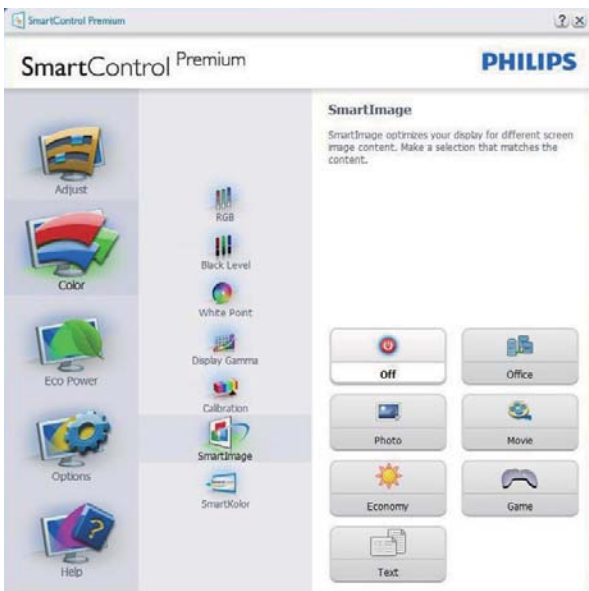 SmartControl Premium
SmartControl Premium
PHILIPS
Adjust
Color
Eco Power
Options
Help
RGB
Black Level
White Point
Display Gamma
Calibration
SmartImage
SmartKolor
SmartImage
SmartImage optimizes your display for different screen
image content. Make a selection that matches the
content.
Off
Office
Photo
Movie
Economy
Game
Text